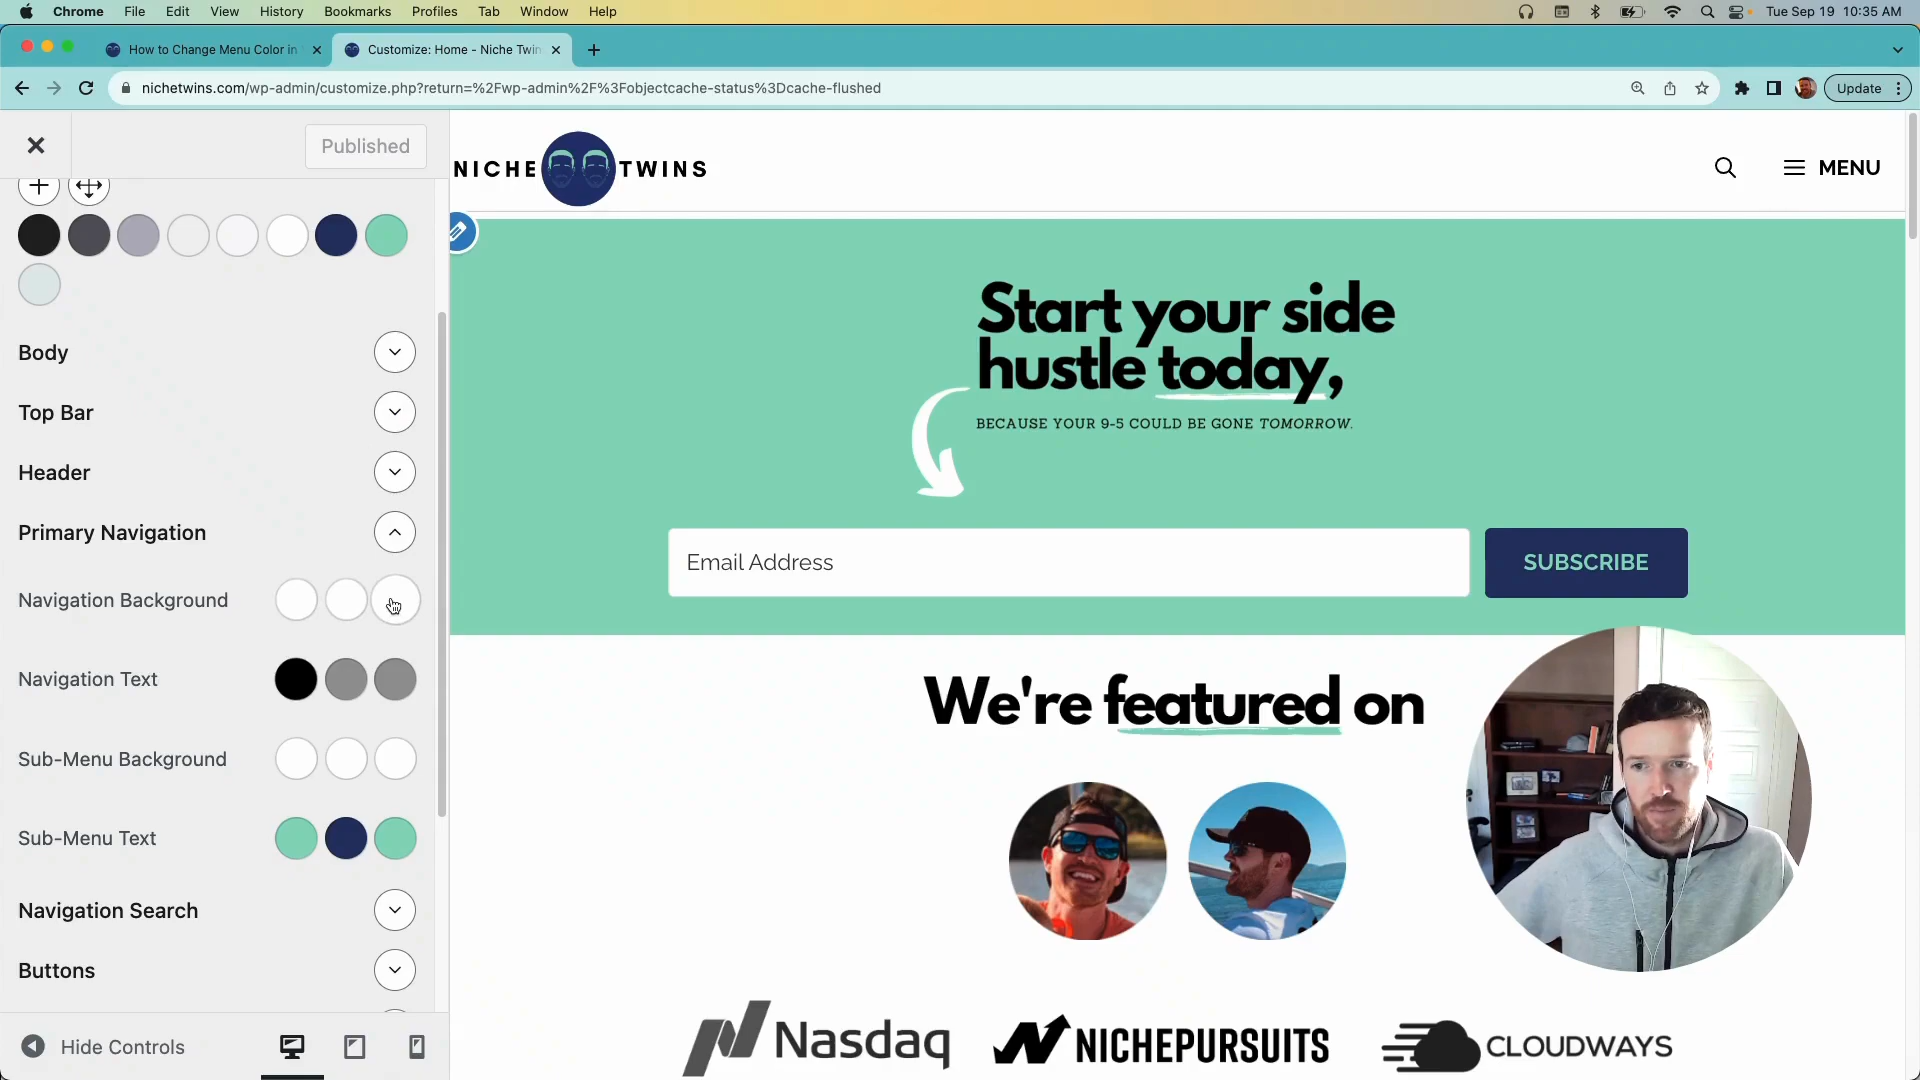 Chrome File Edit View History Bookmarks Profiles Tab Window Help Tue Sep 19 10:35 AM
How to Change Menu Color in
Customize: Home - Niche Twin
nichetwins.com/wp-admin/customize.php?return=%2Fwp-admin%2F%3Fobjectcache-status%3Dcache-flushed
Update
Published
NICHE TWINS
MENU
Body
Top Bar
Header
Primary Navigation
Navigation Background
Navigation Text
Sub-Menu Background
Sub-Menu Text
Navigation Search
Buttons
Hide Controls
Start your side
hustle today,
BECAUSE YOUR 9-5 COULD BE GONE TOMORROW.
Email Address
SUBSCRIBE
We're featured on
Nasdaq
NICHEPURSUITS
CLOUDWAYS